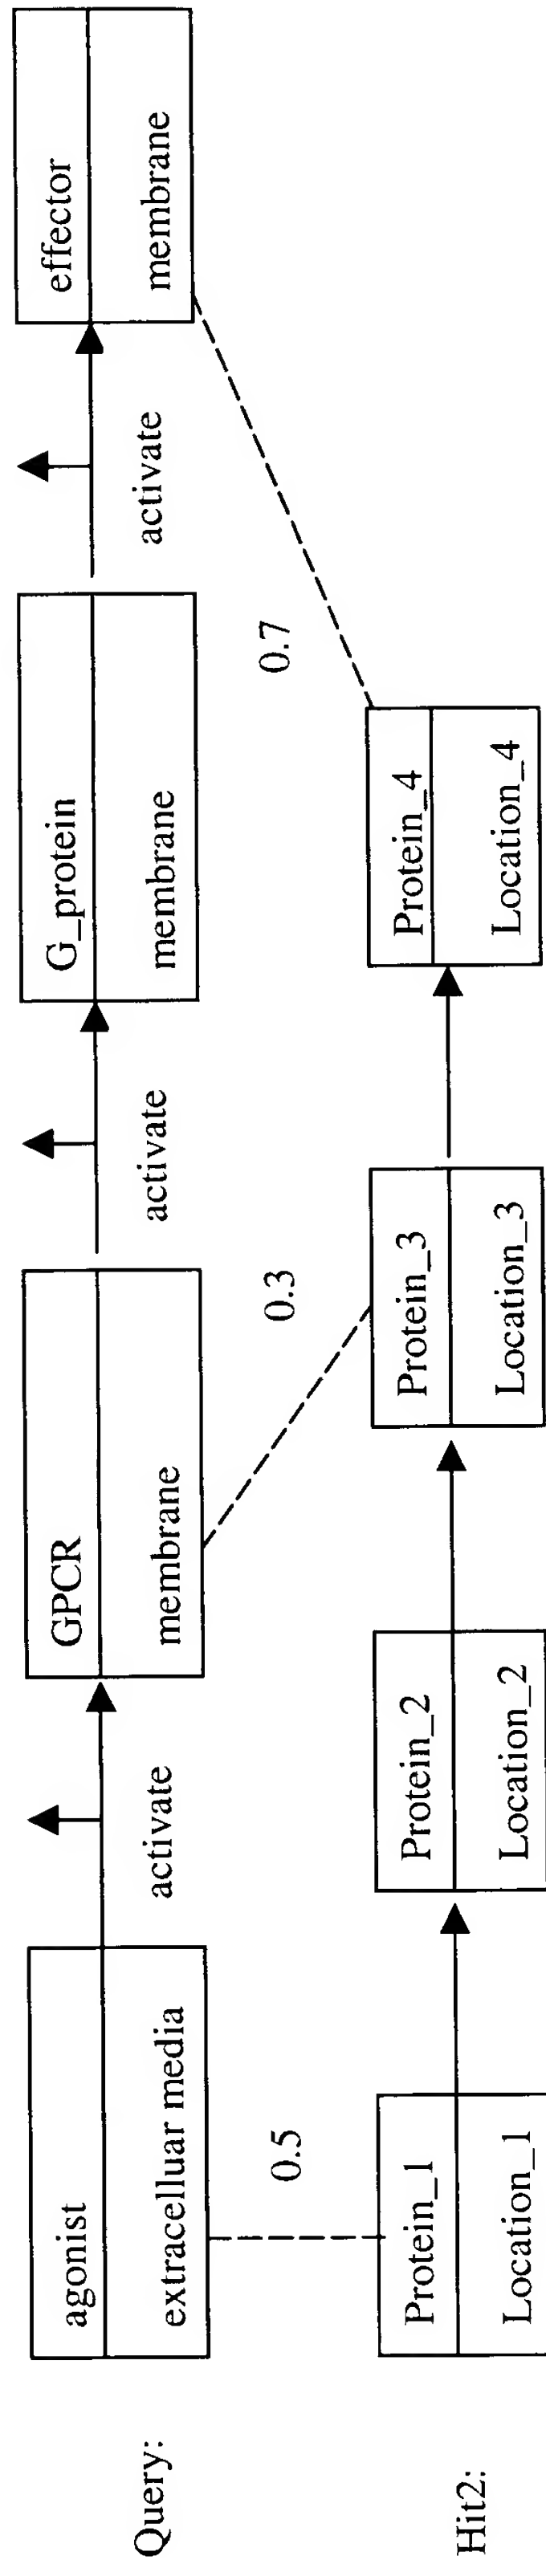 Query:
agonist
extracelluar media
activate
GPCR
membrane
activate
G_protein
membrane
activate
effector
membrane
0.5
0.3
0.7
Hit2:
Protein_1
Location_1
Protein_2
Location_2
Protein_3
Location_3
Protein_4
Location_4